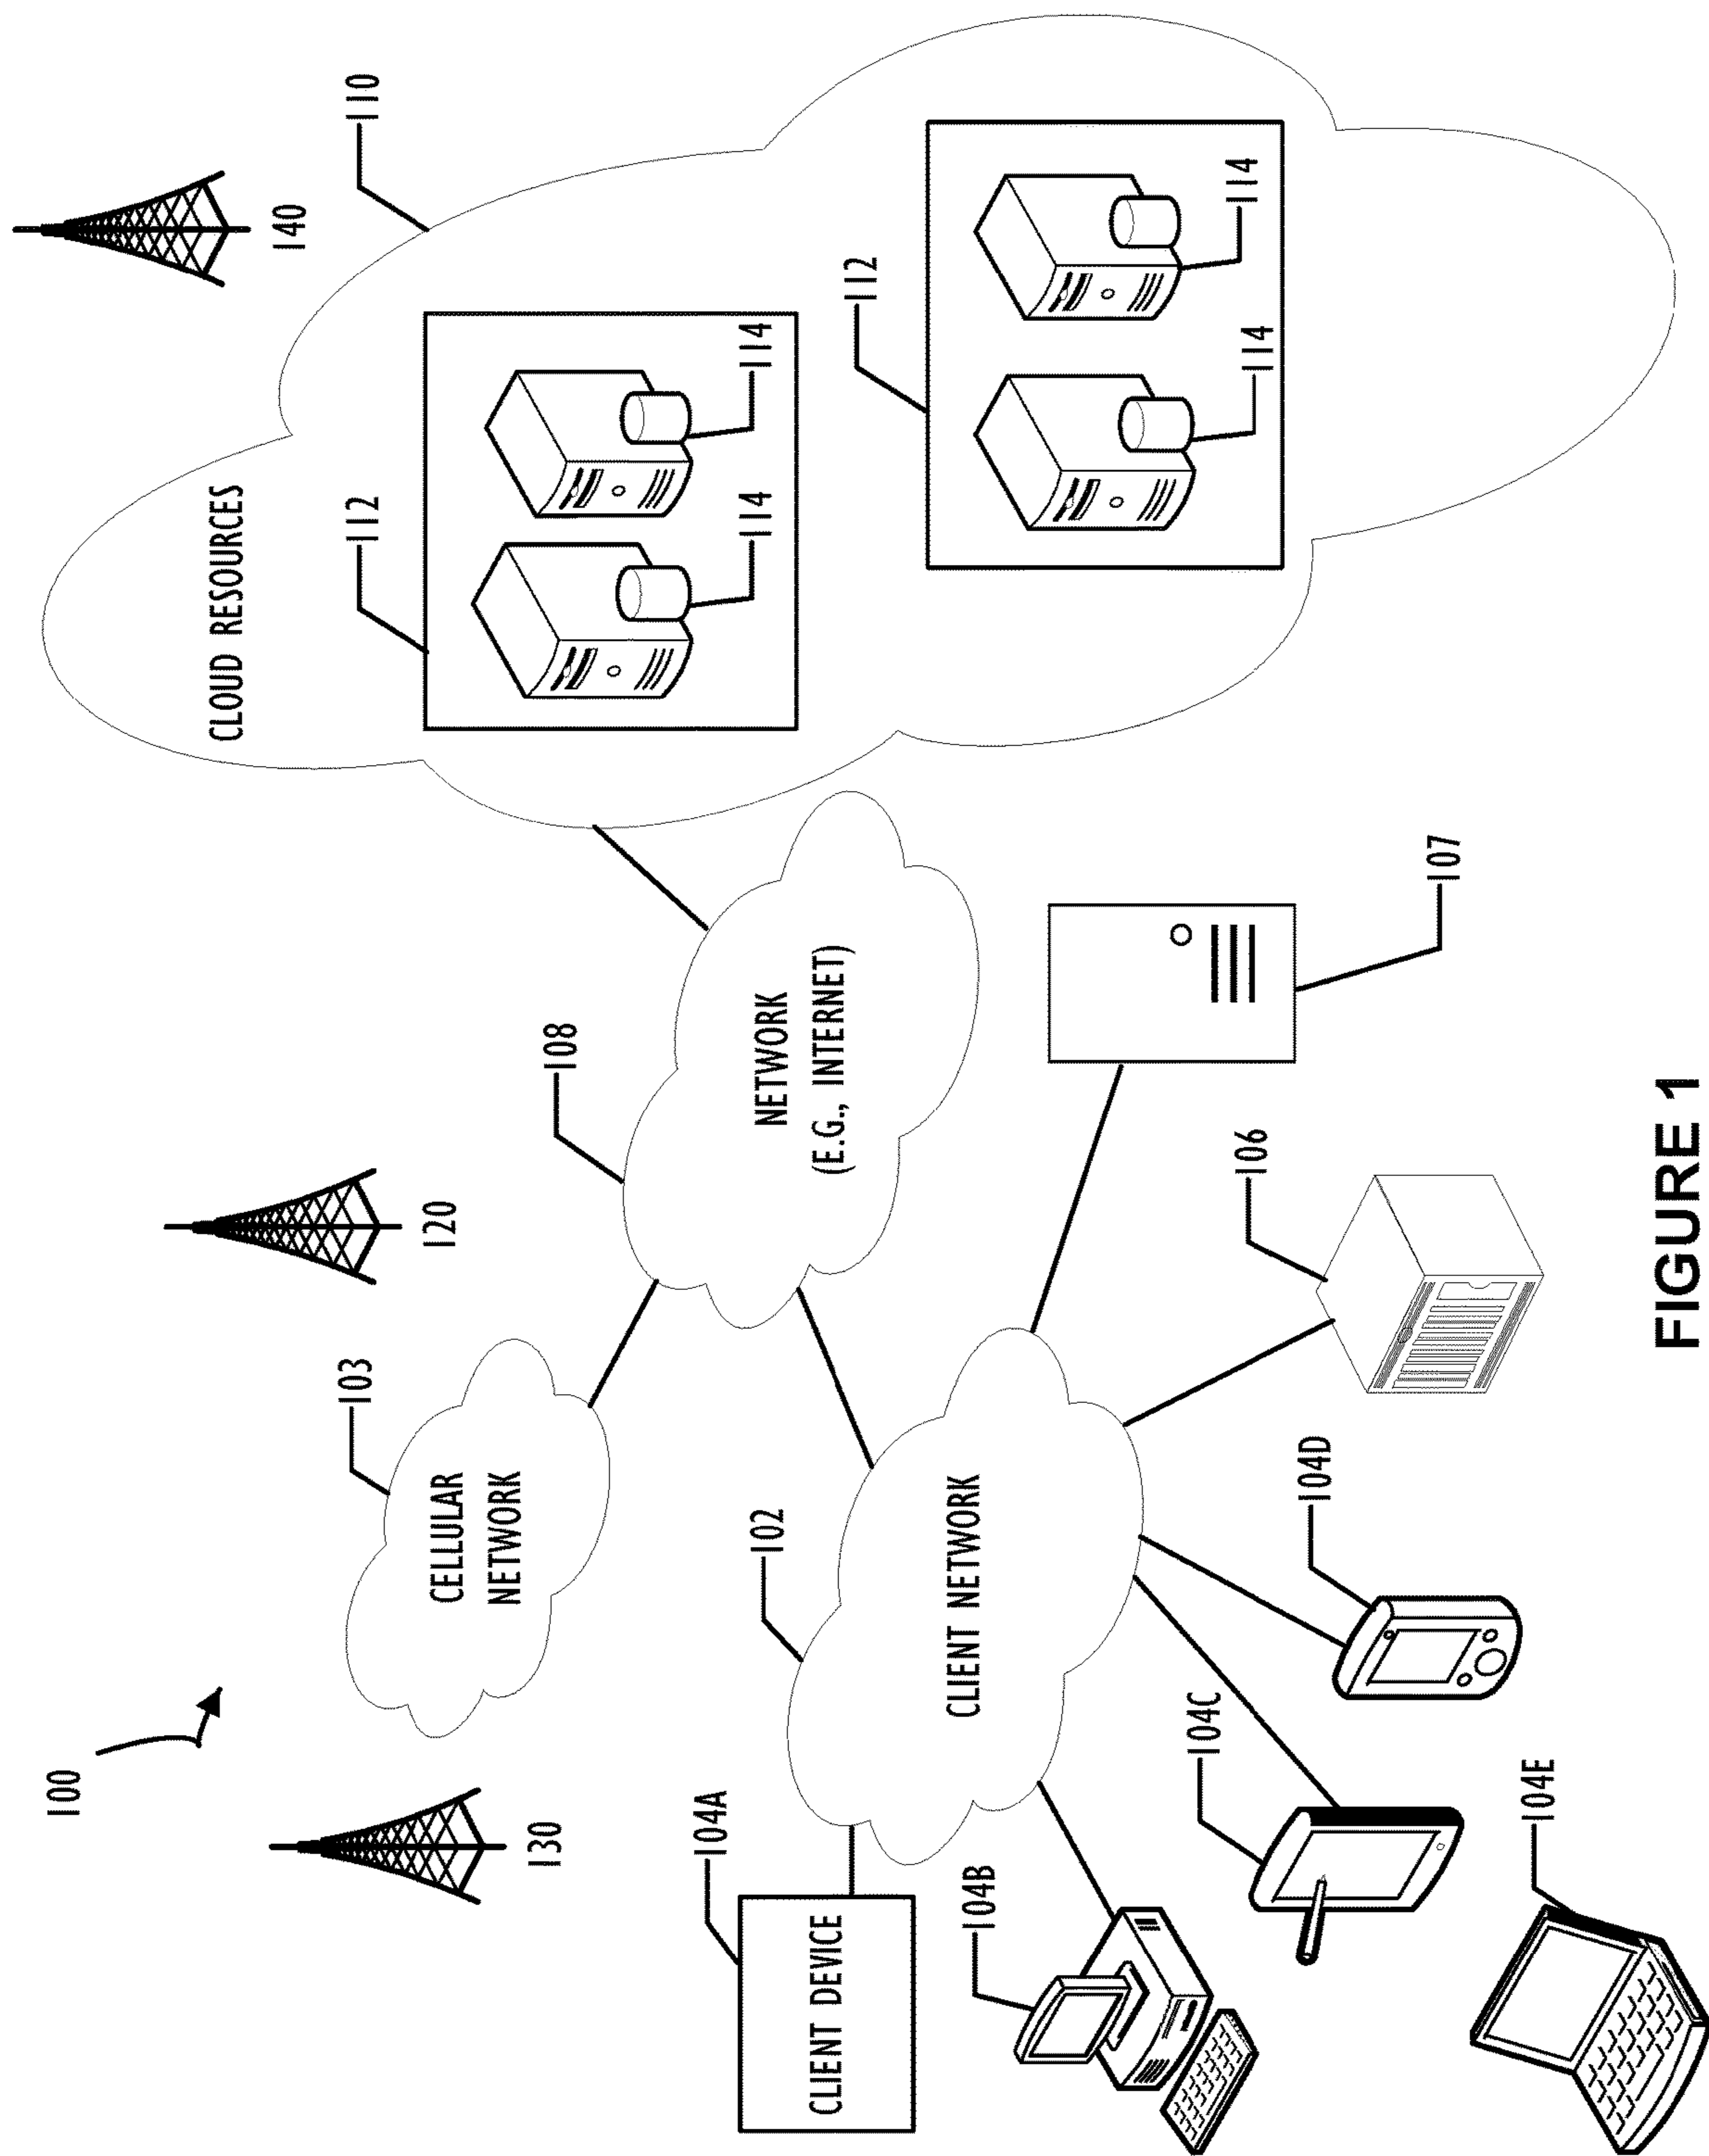 100
130
120
140
103
CELLULAR
NETWORK
108
NETWORK
(E.G., INTERNET)
110
CLOUD RESOURCES
112
114
114
112
114
114
104A
CLIENT DEVICE
102
CLIENT NETWORK
104B
104C
104D
104E
106
107
FIGURE 1